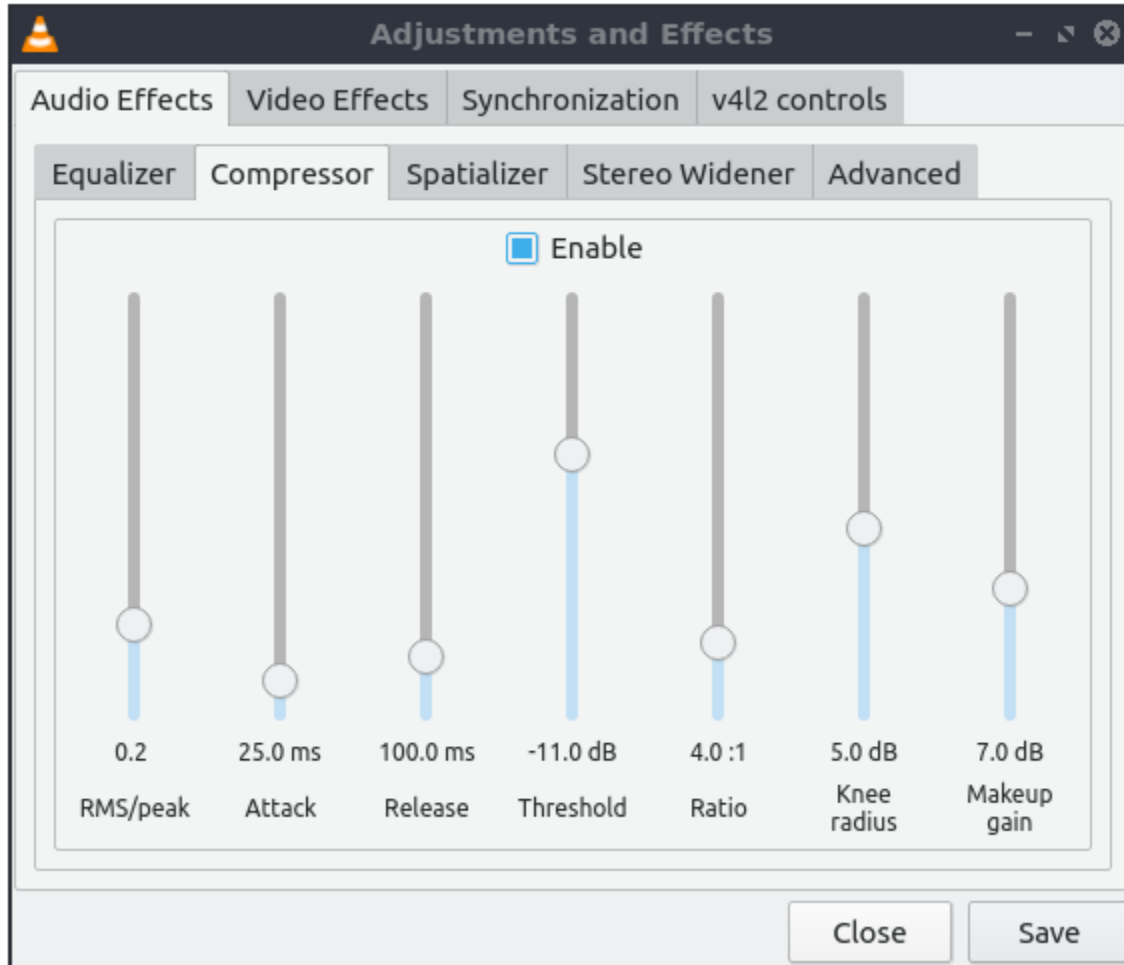 Adjustments and Effects
Audio Effects Video Effects Synchronization v4l2 controls
Equalizer Compressor Spatializer Stereo Widener Advanced
Enable
0.2 25.0 ms 100.0 ms -11.0 dB 4.0 :1 5.0 dB 7.0 dB
RMS/peak Attack Release Threshold Ratio Knee radius Makeup gain
Close Save